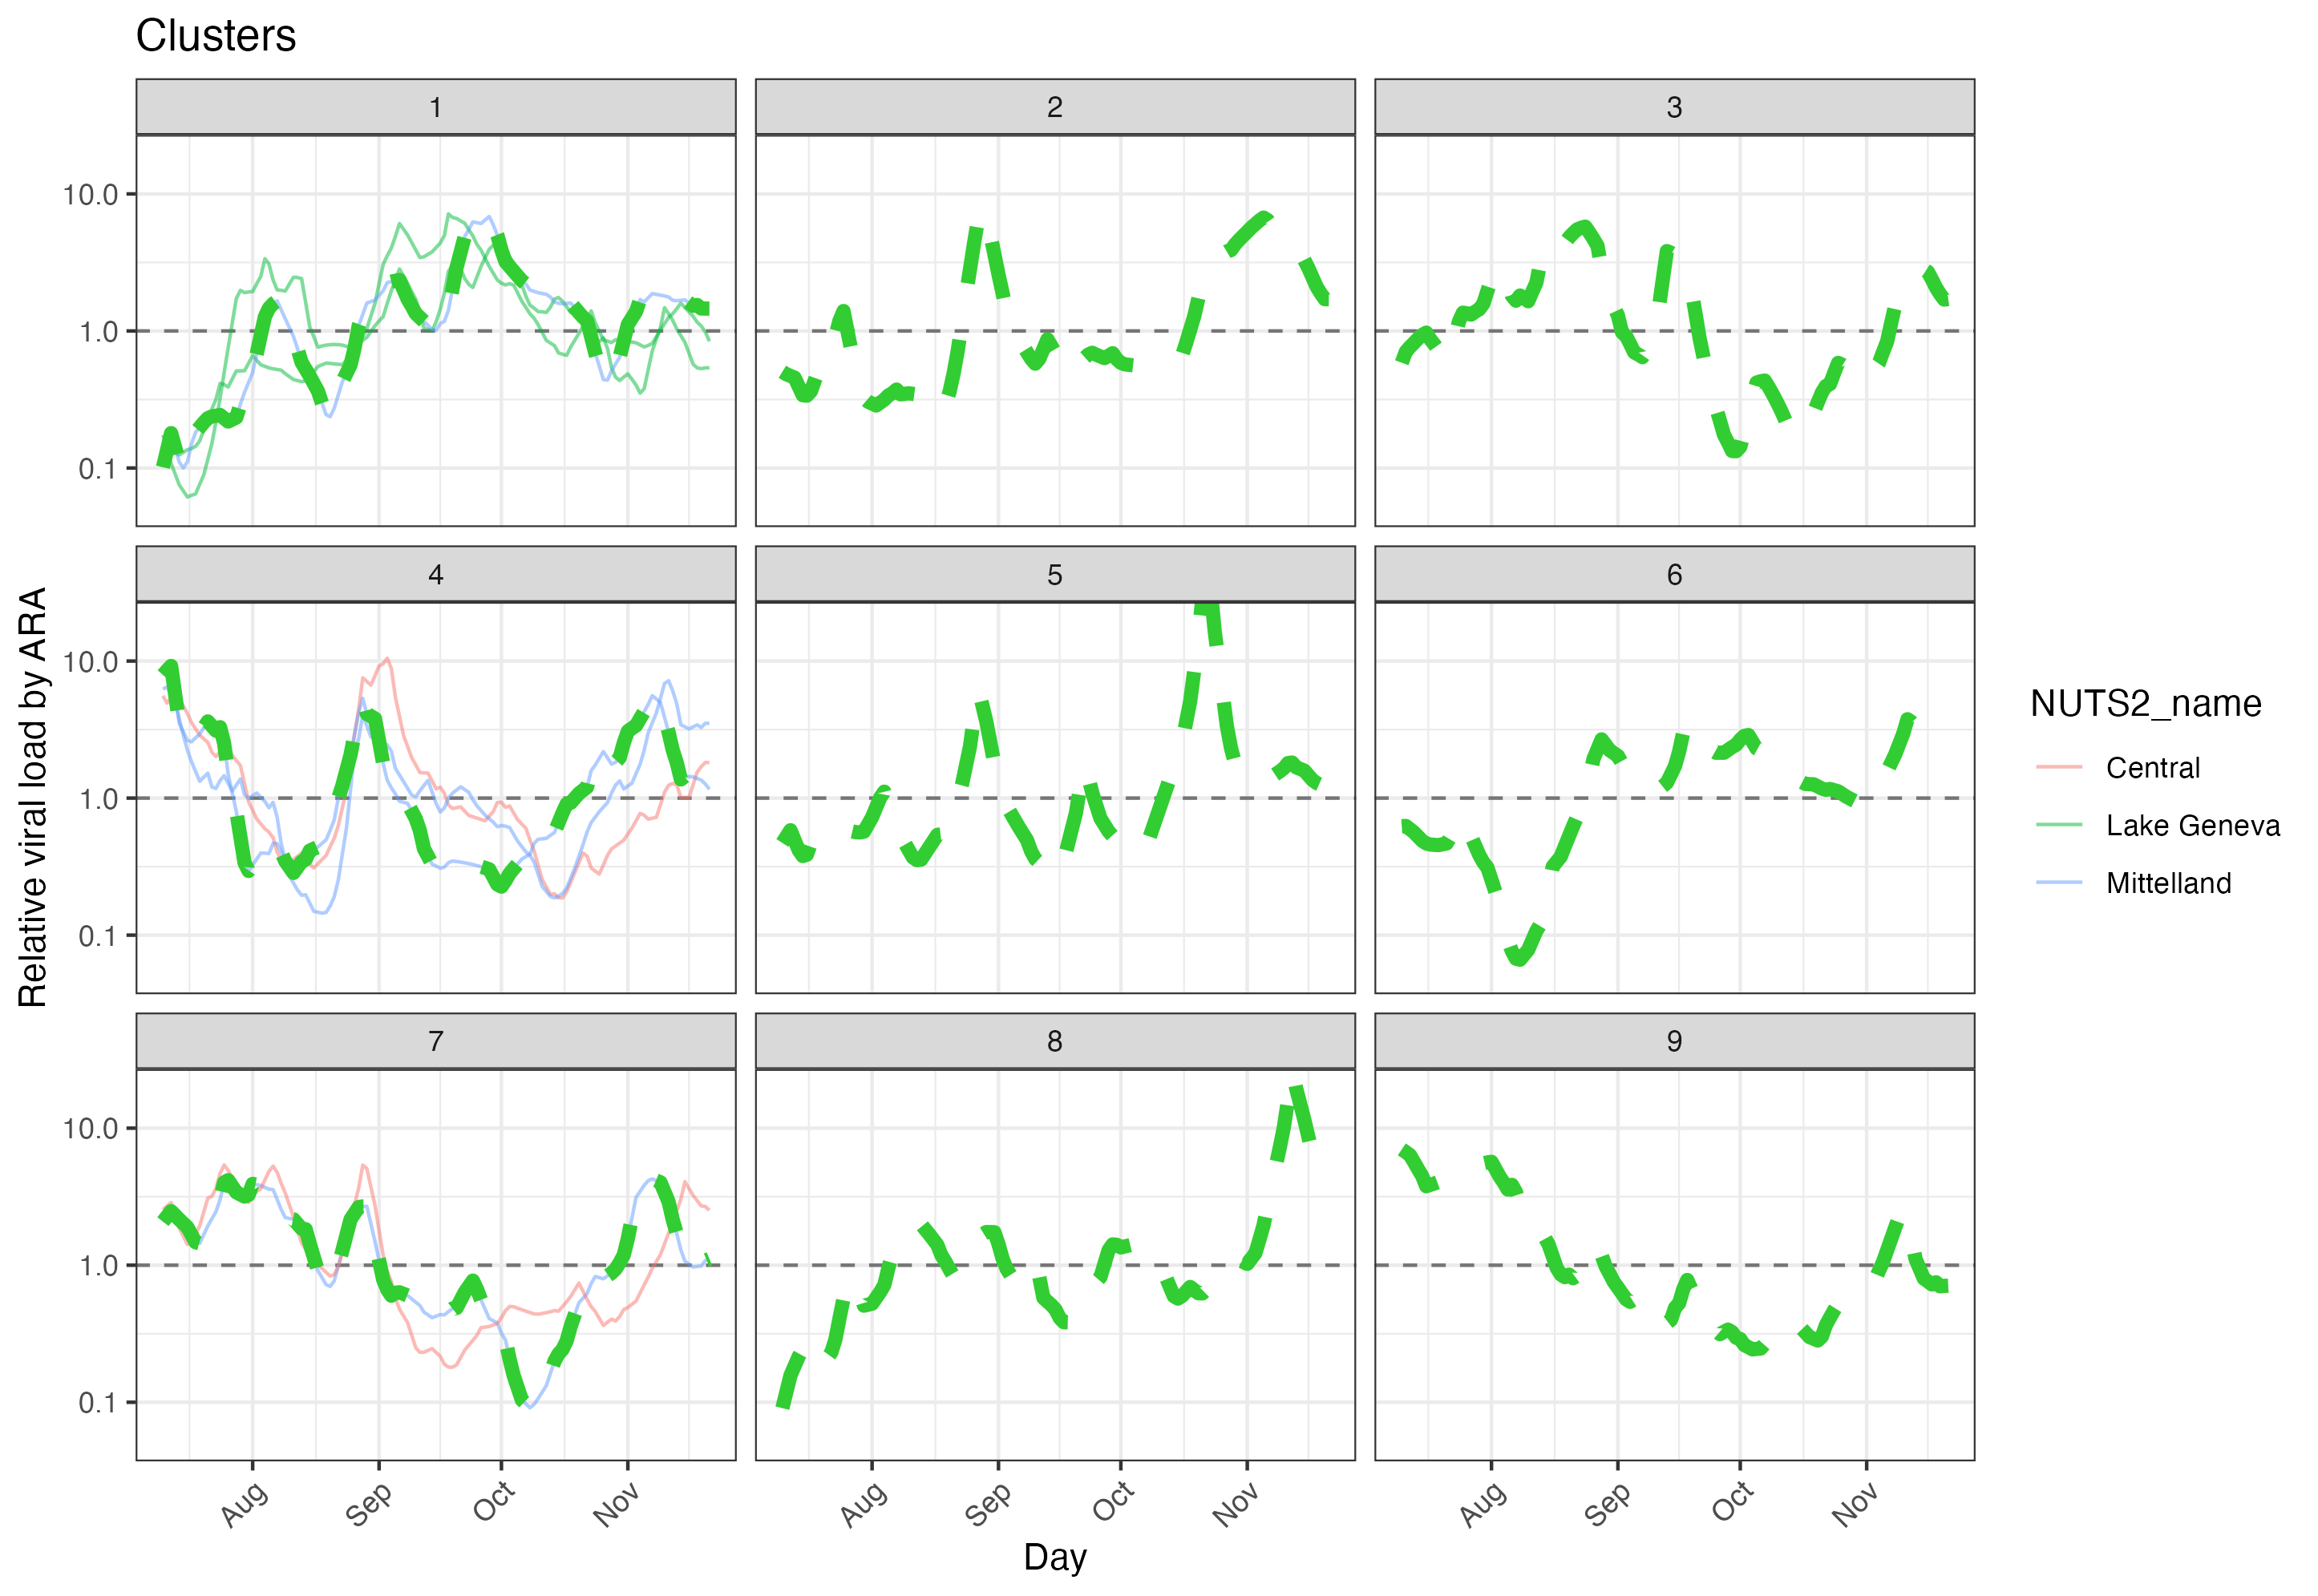 Clusters
1
2
3
10.0
1.0
0.1
4
5
6
10.0
1.0
0.1
7
8
9
10.0
1.0
0.1
Aug Sep Oct Nov
Aug Sep Oct Nov
Aug Sep Oct Nov
Day
Relative viral load by ARA
NUTS2_name
Central
Lake Geneva
Mittelland